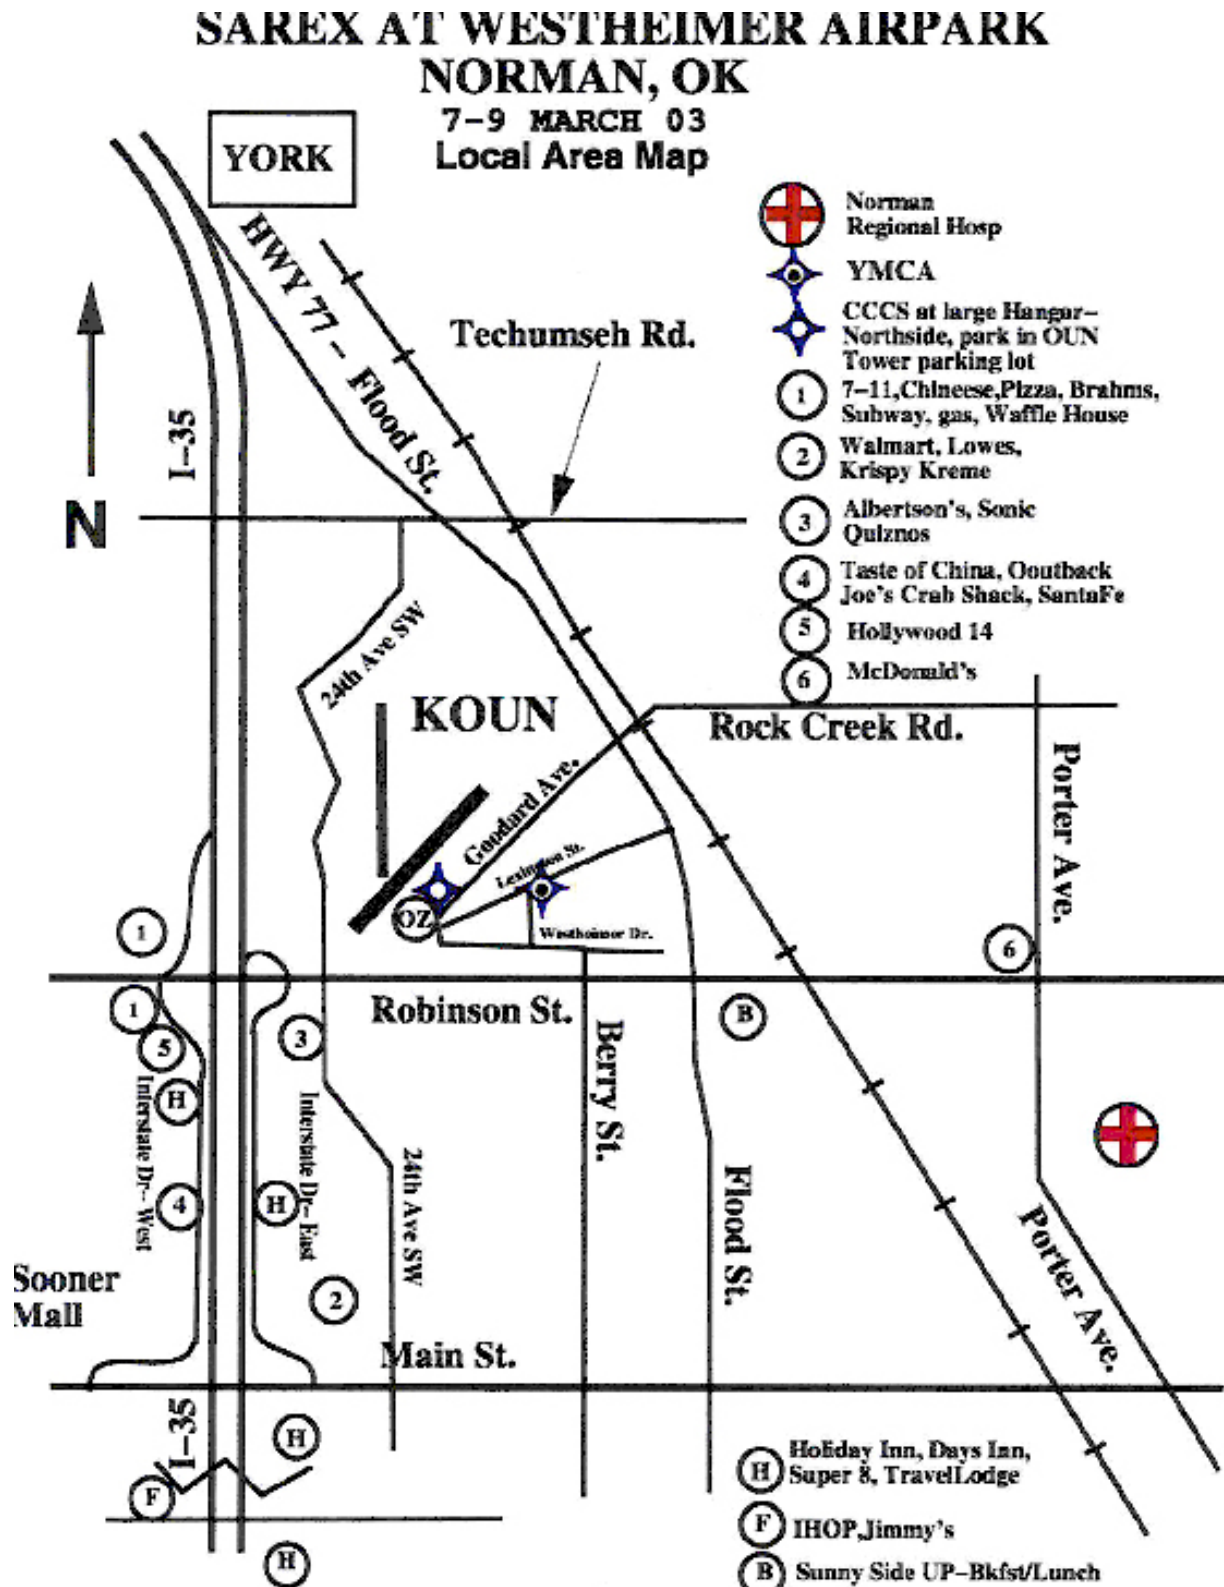 SAREX AT WESTHEIMER AIRPARK
NORMAN, OK
7-9 MARCH 03
Local Area Map
YORK
Norman
Regional Hosp
YMCA
CCCS at large Hangar-
Northside, park in OUN
Tower parking lot
1
7-11,Chineese,Pizza, Brahms,
Subway, gas, Waffle House
2
Walmart, Lowes,
Krispy Kreme
3
Albertson's, Sonic
Quiznos
4
Taste of China, Ooutback
Joe's Crab Shack, SantaFe
5
Hollywood 14
6
McDonald's
HWY 77 - Flood St.
Techumseh Rd.
I-35
N
24th Ave SW
KOUN
Rock Creek Rd.
Goodard Ave.
Porter Ave.
Lexington St.
OZ
Westheimer Dr.
1
6
1
Robinson St.
B
3
5
Berry St.
H
Interstate Dr- West
Interstate Dr- East
24th Ave SW
4
H
Flood St.
Porter Ave.
Sooner
Mall
2
Main St.
I-35
H
F
H
H
Holiday Inn, Days Inn,
Super 8, TravelLodge
F
IHOP,Jimmy's
B
Sunny Side UP-Bkfst/Lunch